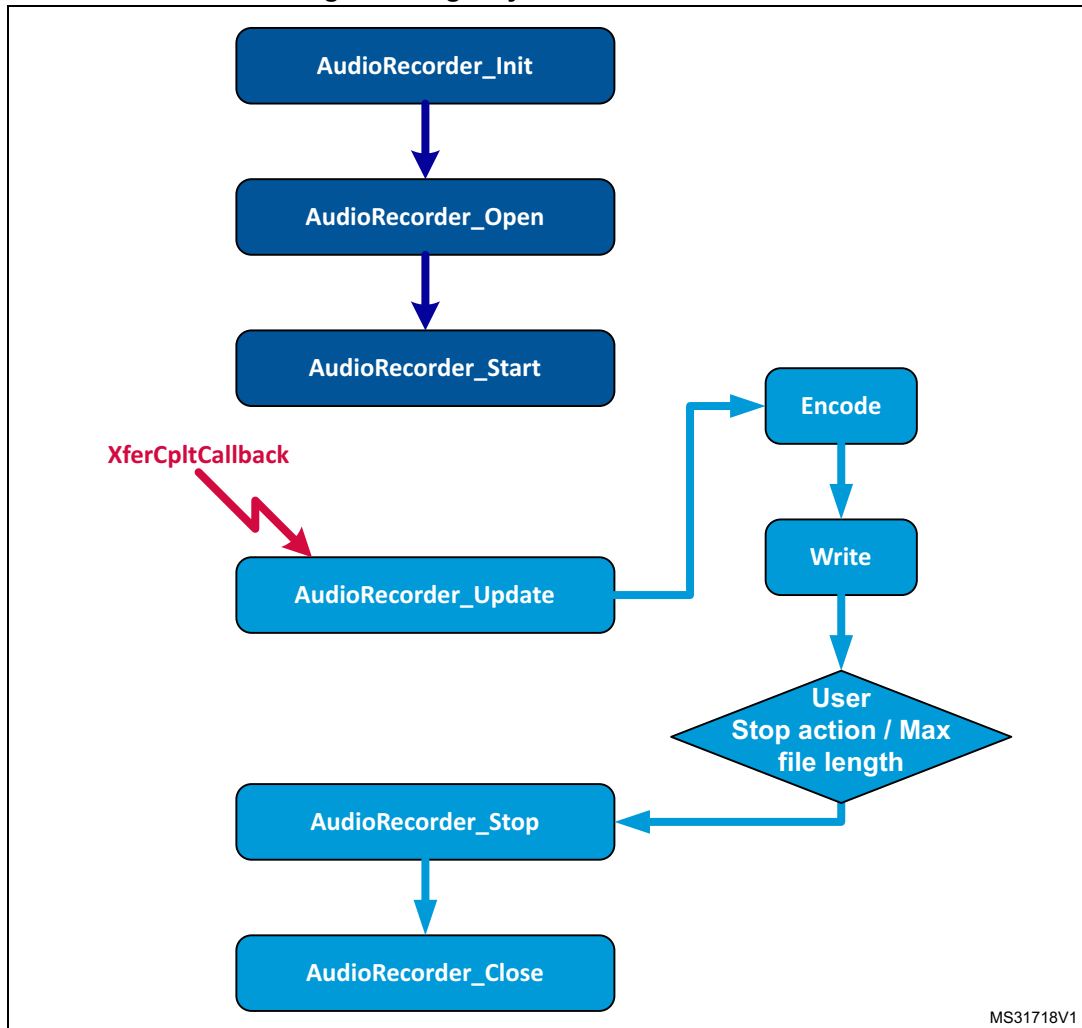 AudioRecorder_Init
AudioRecorder_Open
AudioRecorder_Start
Encode
XferCpltCallback
Write
AudioRecorder_Update
User
Stop action / Max
file length
AudioRecorder_Stop
AudioRecorder_Close
MS31718V1